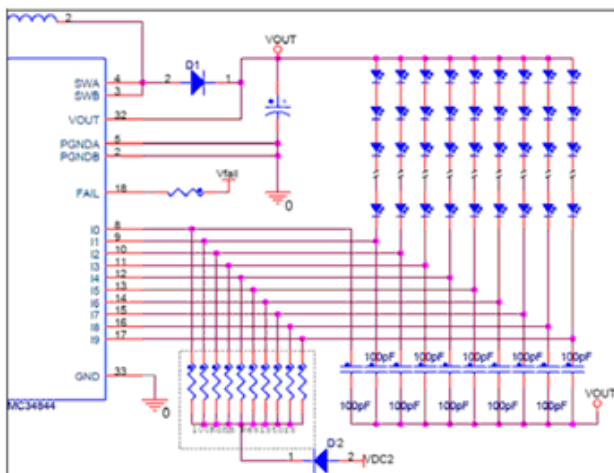 2
VOUT
D1
SWA 4 2 1
SWB 3
VOUT 32
PGNDA 5
PGNDB 2
Vfail
FAIL 18
0
I0 8
I1 9
I2 10
I3 11
I4 12
I5 13
I6 14
I7 15
I8 16
I9 17
100pF 100pF 100pF 100pF 100pF
GND 33
VOUT
0
MC34844
100pF 100pF 100pF 100pF 100pF
Resistors
D2
1 2 VDC2